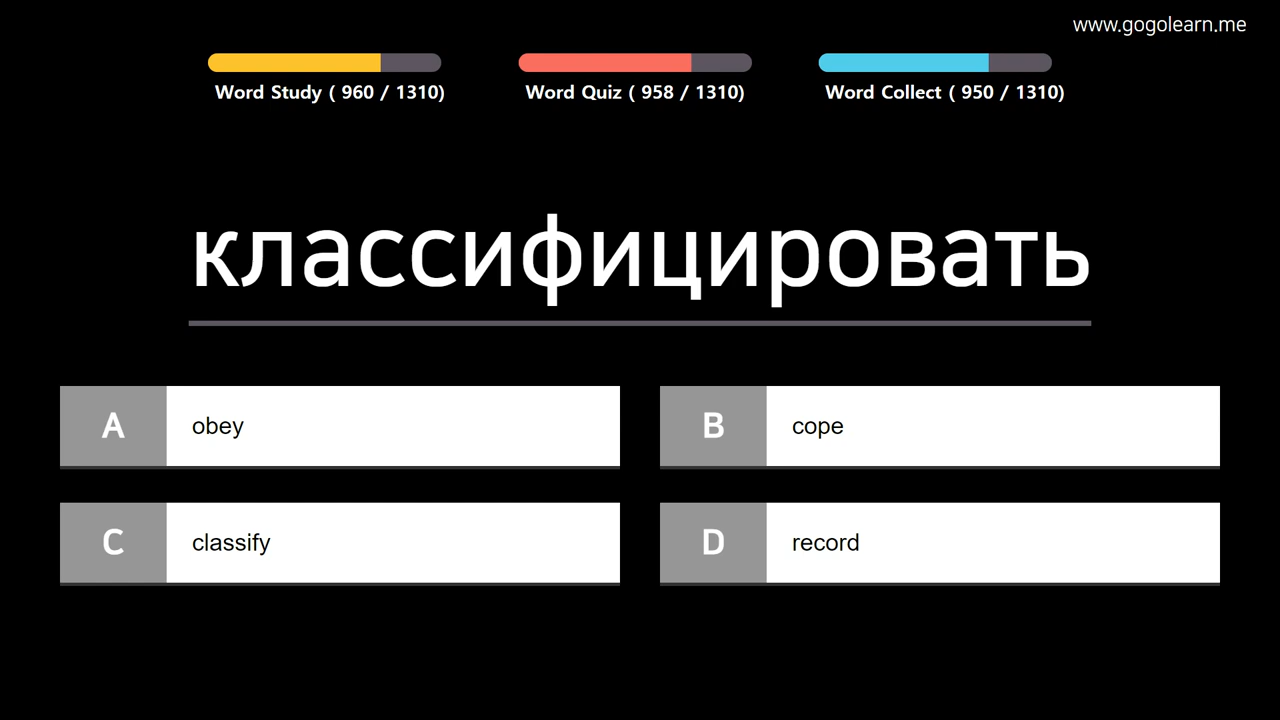 www.gogolearn.me
Word Study ( 960 / 1310)
Word Quiz ( 958 / 1310)
Word Collect ( 950 / 1310)
классифицировать
A obey
B cope
C classify
D record